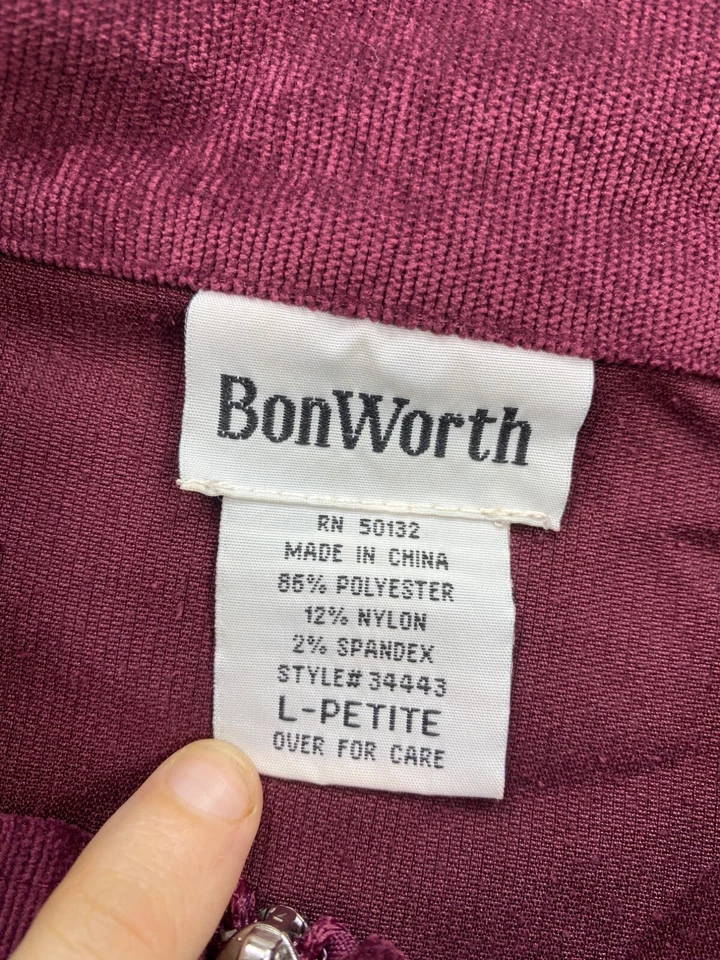 BonWorth
RN 50132
MADE IN CHINA
86% POLYESTER
12% NYLON
2% SPANDEX
STYLE# 34443
L-PETITE
OVER FOR CARE